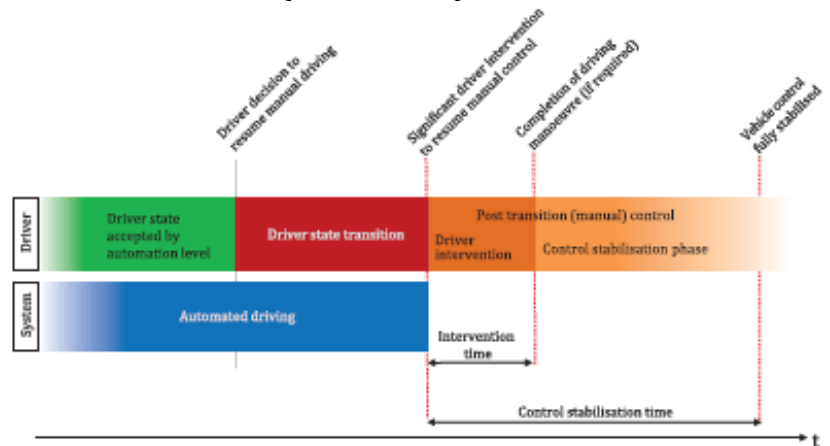 Driver decision to
resume manual driving
Significant driver intervention
to resume manual control
Completion of driving
manoeuvre (if required)
Vehicle control
fully stabilised
Driver
Driver state
accepted by
automation level
Driver state transition
Post transition (manual) control
Driver
intervention
Control stabilisation phase
System
Automated driving
Intervention
time
Control stabilisation time
t